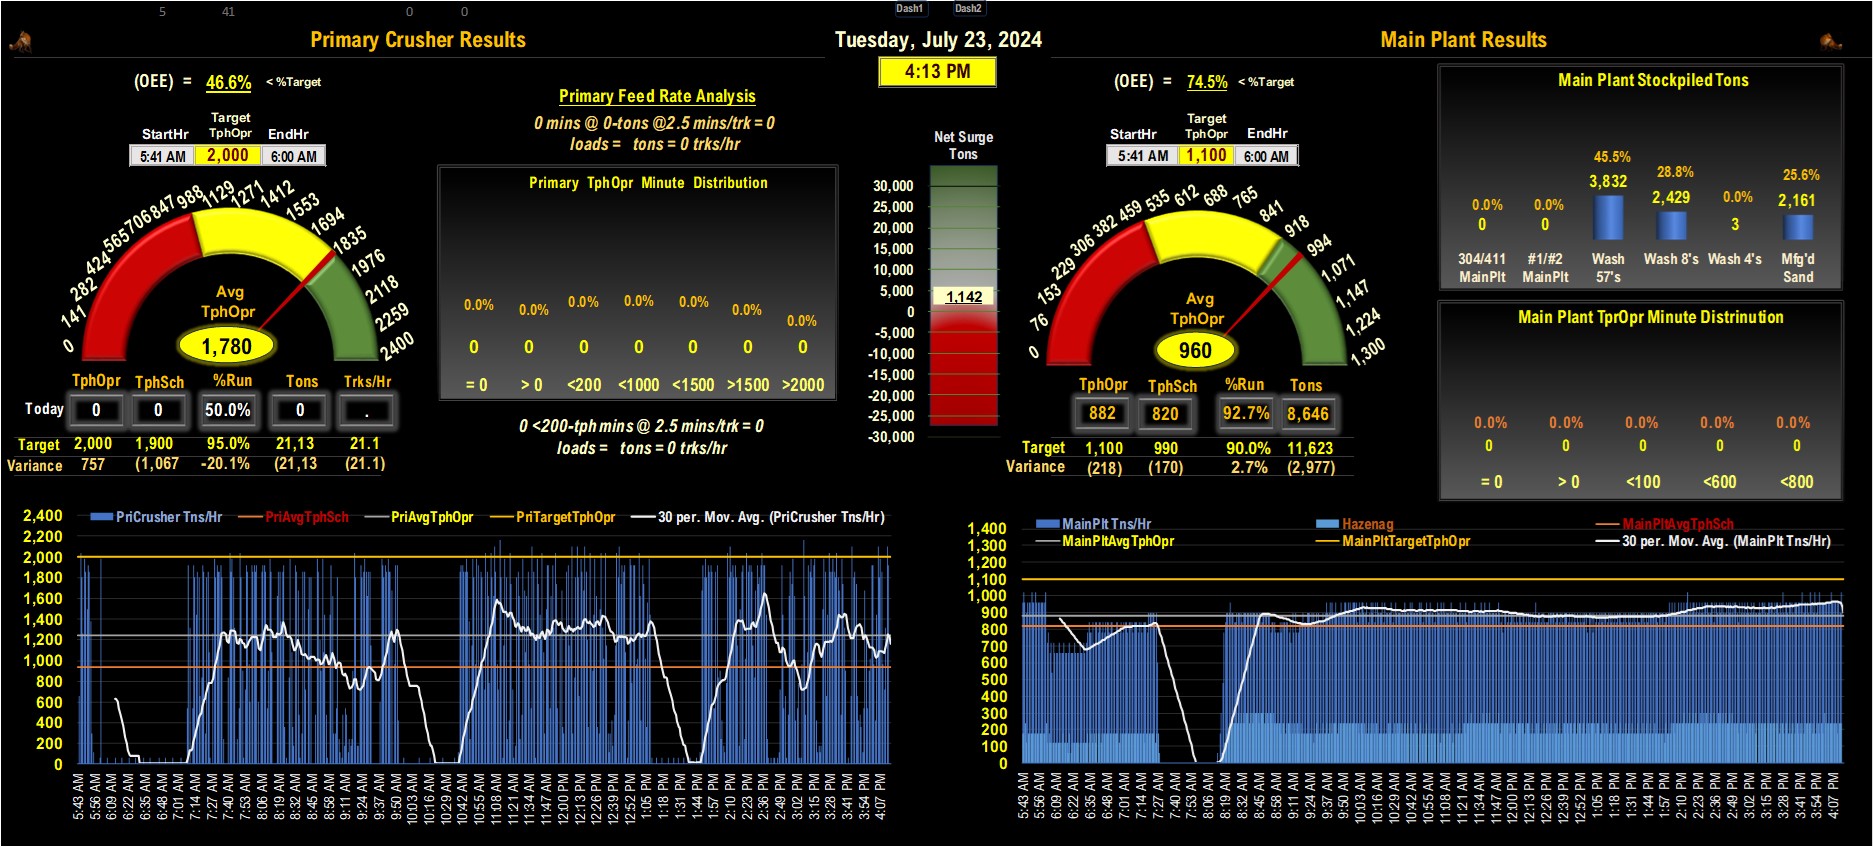 5 41 0 0 Dash1 Dash2
Primary Crusher Results
Tuesday, July 23, 2024
Main Plant Results
4:13 PM
(OEE) = 46.6% < %Target
Target
StartHr TphOpr EndHr
5:41 AM 2,000 6:00 AM
0 141 282 424 565 706 847 988 1129 1271 1412 1553 1694 1835 1976 2118 2259 2400
Avg
TphOpr
1,780
TphOpr TphSch %Run Tons Trks/Hr
Today 0 0 50.0% 0 .
Target 2,000 1,900 95.0% 21,13 21.1
Variance 757 (1,067 -20.1% (21,13 (21.1)
Primary Feed Rate Analysis
0 mins @ 0-tons @2.5 mins/trk = 0
loads = tons = 0 trks/hr
Primary TphOpr Minute Distribution
0.0% 0.0% 0.0% 0.0% 0.0% 0.0% 0.0%
0 0 0 0 0 0 0
= 0 > 0 <200 <1000 <1500 >1500 >2000
0 <200-tph mins @ 2.5 mins/trk = 0
loads = tons = 0 trks/hr
Net Surge
Tons
30,000
25,000
20,000
15,000
10,000
5,000
1,142
0
-5,000
-10,000
-15,000
-20,000
-25,000
-30,000
(OEE) = 74.5% < %Target
Target
StartHr TphOpr EndHr
5:41 AM 1,100 6:00 AM
0 76 153 229 306 382 459 535 612 688 765 841 918 994 1,071 1,147 1,224 1,300
Avg
TphOpr
960
TphOpr TphSch %Run Tons
882 820 92.7% 8,646
Target 1,100 990 90.0% 11,623
Variance (218) (170) 2.7% (2,977)
Main Plant Stockpiled Tons
0.0% 0.0% 45.5% 28.8% 0.0% 25.6%
0 0 3,832 2,429 3 2,161
304/411 #1/#2 Wash Wash 8's Wash 4's Mfg'd
MainPlt MainPlt 57's Sand
Main Plant TprOpr Minute Distrinution
0.0% 0.0% 0.0% 0.0% 0.0%
0 0 0 0 0
= 0 > 0 <100 <600 <800
PriCrusher Tns/Hr PriAvgTphSch PriAvgTphOpr PriTargetTphOpr 30 per. Mov. Avg. (PriCrusher Tns/Hr)
2,400
2,200
2,000
1,800
1,600
1,400
1,200
1,000
800
600
400
200
0
5:43 AM 5:56 AM 6:09 AM 6:22 AM 6:35 AM 6:48 AM 7:01 AM 7:14 AM 7:27 AM 7:40 AM 7:53 AM 8:06 AM 8:19 AM 8:32 AM 8:45 AM 8:58 AM 9:11 AM 9:24 AM 9:37 AM 9:50 AM 10:03 AM 10:16 AM 10:29 AM 10:42 AM 10:55 AM 11:08 AM 11:21 AM 11:34 AM 11:47 AM 12:00 PM 12:13 PM 12:26 PM 12:39 PM 12:52 PM 1:05 PM 1:18 PM 1:31 PM 1:44 PM 1:57 PM 2:10 PM 2:23 PM 2:36 PM 2:49 PM 3:02 PM 3:15 PM 3:28 PM 3:41 PM 3:54 PM 4:07 PM
MainPlt Tns/Hr Hazenag MainPltAvgTphSch
MainPltAvgTphOpr MainPltTargetTphOpr 30 per. Mov. Avg. (MainPlt Tns/Hr)
1,400
1,300
1,200
1,100
1,000
900
800
700
600
500
400
300
200
100
0
5:43 AM 5:56 AM 6:09 AM 6:22 AM 6:35 AM 6:48 AM 7:01 AM 7:14 AM 7:27 AM 7:40 AM 7:53 AM 8:06 AM 8:19 AM 8:32 AM 8:45 AM 8:58 AM 9:11 AM 9:24 AM 9:37 AM 9:50 AM 10:03 AM 10:16 AM 10:29 AM 10:42 AM 10:55 AM 11:08 AM 11:21 AM 11:34 AM 11:47 AM 12:00 PM 12:13 PM 12:26 PM 12:39 PM 12:52 PM 1:05 PM 1:18 PM 1:31 PM 1:44 PM 1:57 PM 2:10 PM 2:23 PM 2:36 PM 2:49 PM 3:02 PM 3:15 PM 3:28 PM 3:41 PM 3:54 PM 4:07 PM